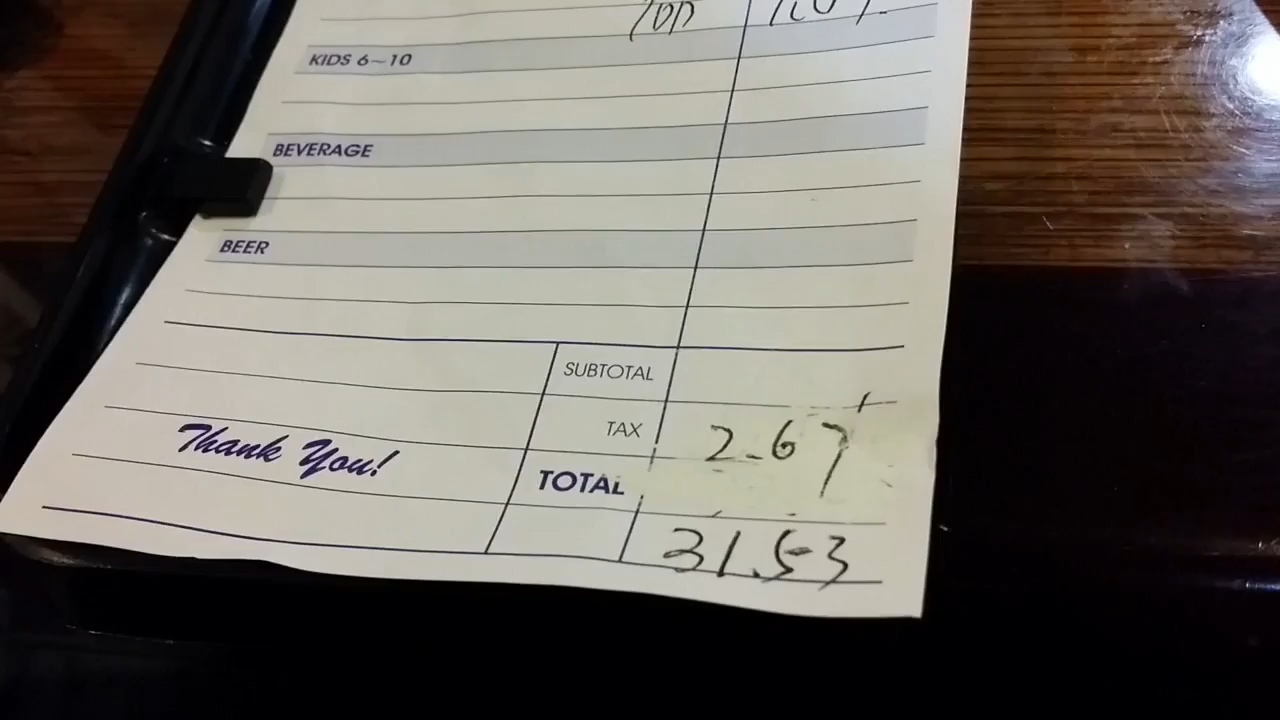 KIDS 6~10
BEVERAGE
BEER
SUBTOTAL
TAX 2.67
Thank You!
TOTAL
31.53